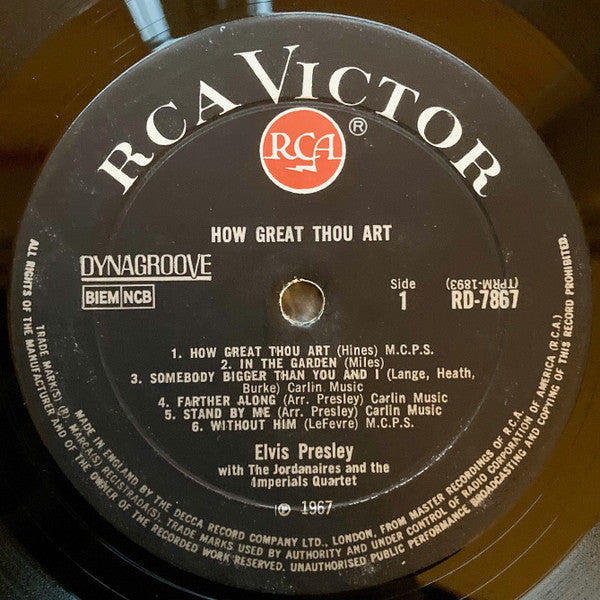 RCA VICTOR
RCA ®
HOW GREAT THOU ART
DYNAGROOVE
BIEM NCB
Side
1
(TPRM-1893)
RD-7867
1. HOW GREAT THOU ART (Hines) M.C.P.S.
2. IN THE GARDEN (Miles)
3. SOMEBODY BIGGER THAN YOU AND I (Lange, Heath,
Burke) Carlin Music
4. FARTHER ALONG (Arr. Presley) Carlin Music
5. STAND BY ME (Arr. Presley) Carlin Music
6. WITHOUT HIM (LeFevre) M.C.P.S.
Elvis Presley
with The Jordanaires and the
4mperials Quartet
℗ 1967
TRADE MARK(S) ® MARCA(S) REGISTRADA(S). TRADE MARKS USED BY AUTHORITY AND UNDER CONTROL OF RADIO CORPORATION OF AMERICA (R.C.A.)
MADE IN ENGLAND BY THE DECCA RECORD COMPANY LTD., LONDON, FROM MASTER RECORDINGS OF R.C.A.
ALL RIGHTS OF THE MANUFACTURER AND OF THE OWNER OF THE RECORDED WORK RESERVED. UNAUTHORISED PUBLIC PERFORMANCE BROADCASTING AND COPYING OF THIS RECORD PROHIBITED.